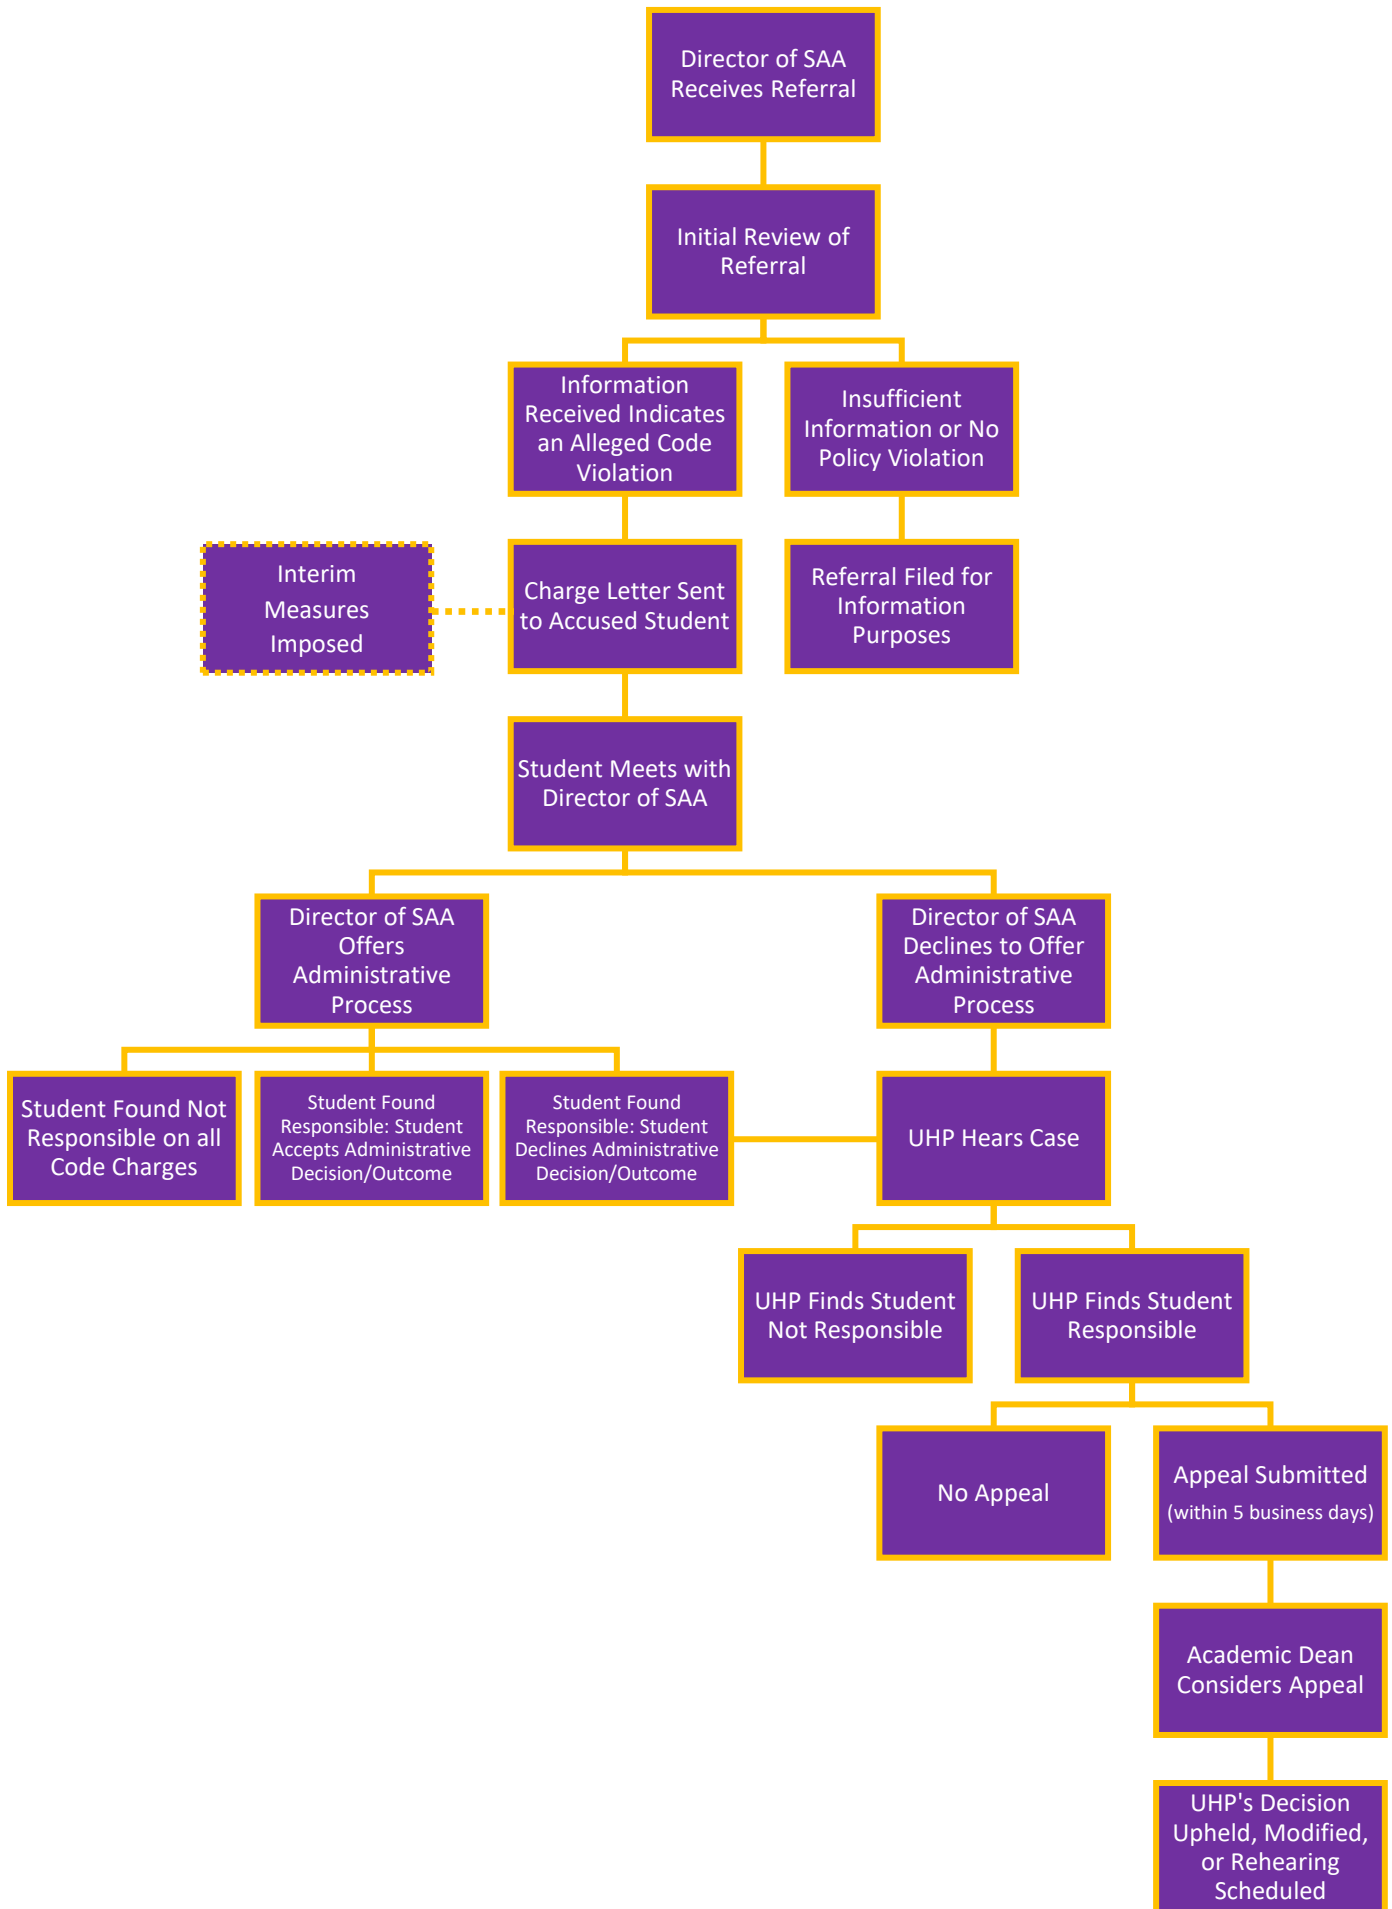 Director of SAA
Receives Referral
Initial Review of
Referral
Information
Received Indicates
an Alleged Code
Violation
Insufficient
Information or No
Policy Violation
Interim
Measures
Imposed
Charge Letter Sent
to Accused Student
Referral Filed for
Information
Purposes
Student Meets with
Director of SAA
Director of SAA
Offers
Administrative
Process
Director of SAA
Declines to Offer
Administrative
Process
Student Found Not
Responsible on all
Code Charges
Student Found
Responsible: Student
Accepts Administrative
Decision/Outcome
Student Found
Responsible: Student
Declines Administrative
Decision/Outcome
UHP Hears Case
UHP Finds Student
Not Responsible
UHP Finds Student
Responsible
No Appeal
Appeal Submitted
(within 5 business days)
Academic Dean
Considers Appeal
UHP's Decision
Upheld, Modified,
or Rehearing
Scheduled